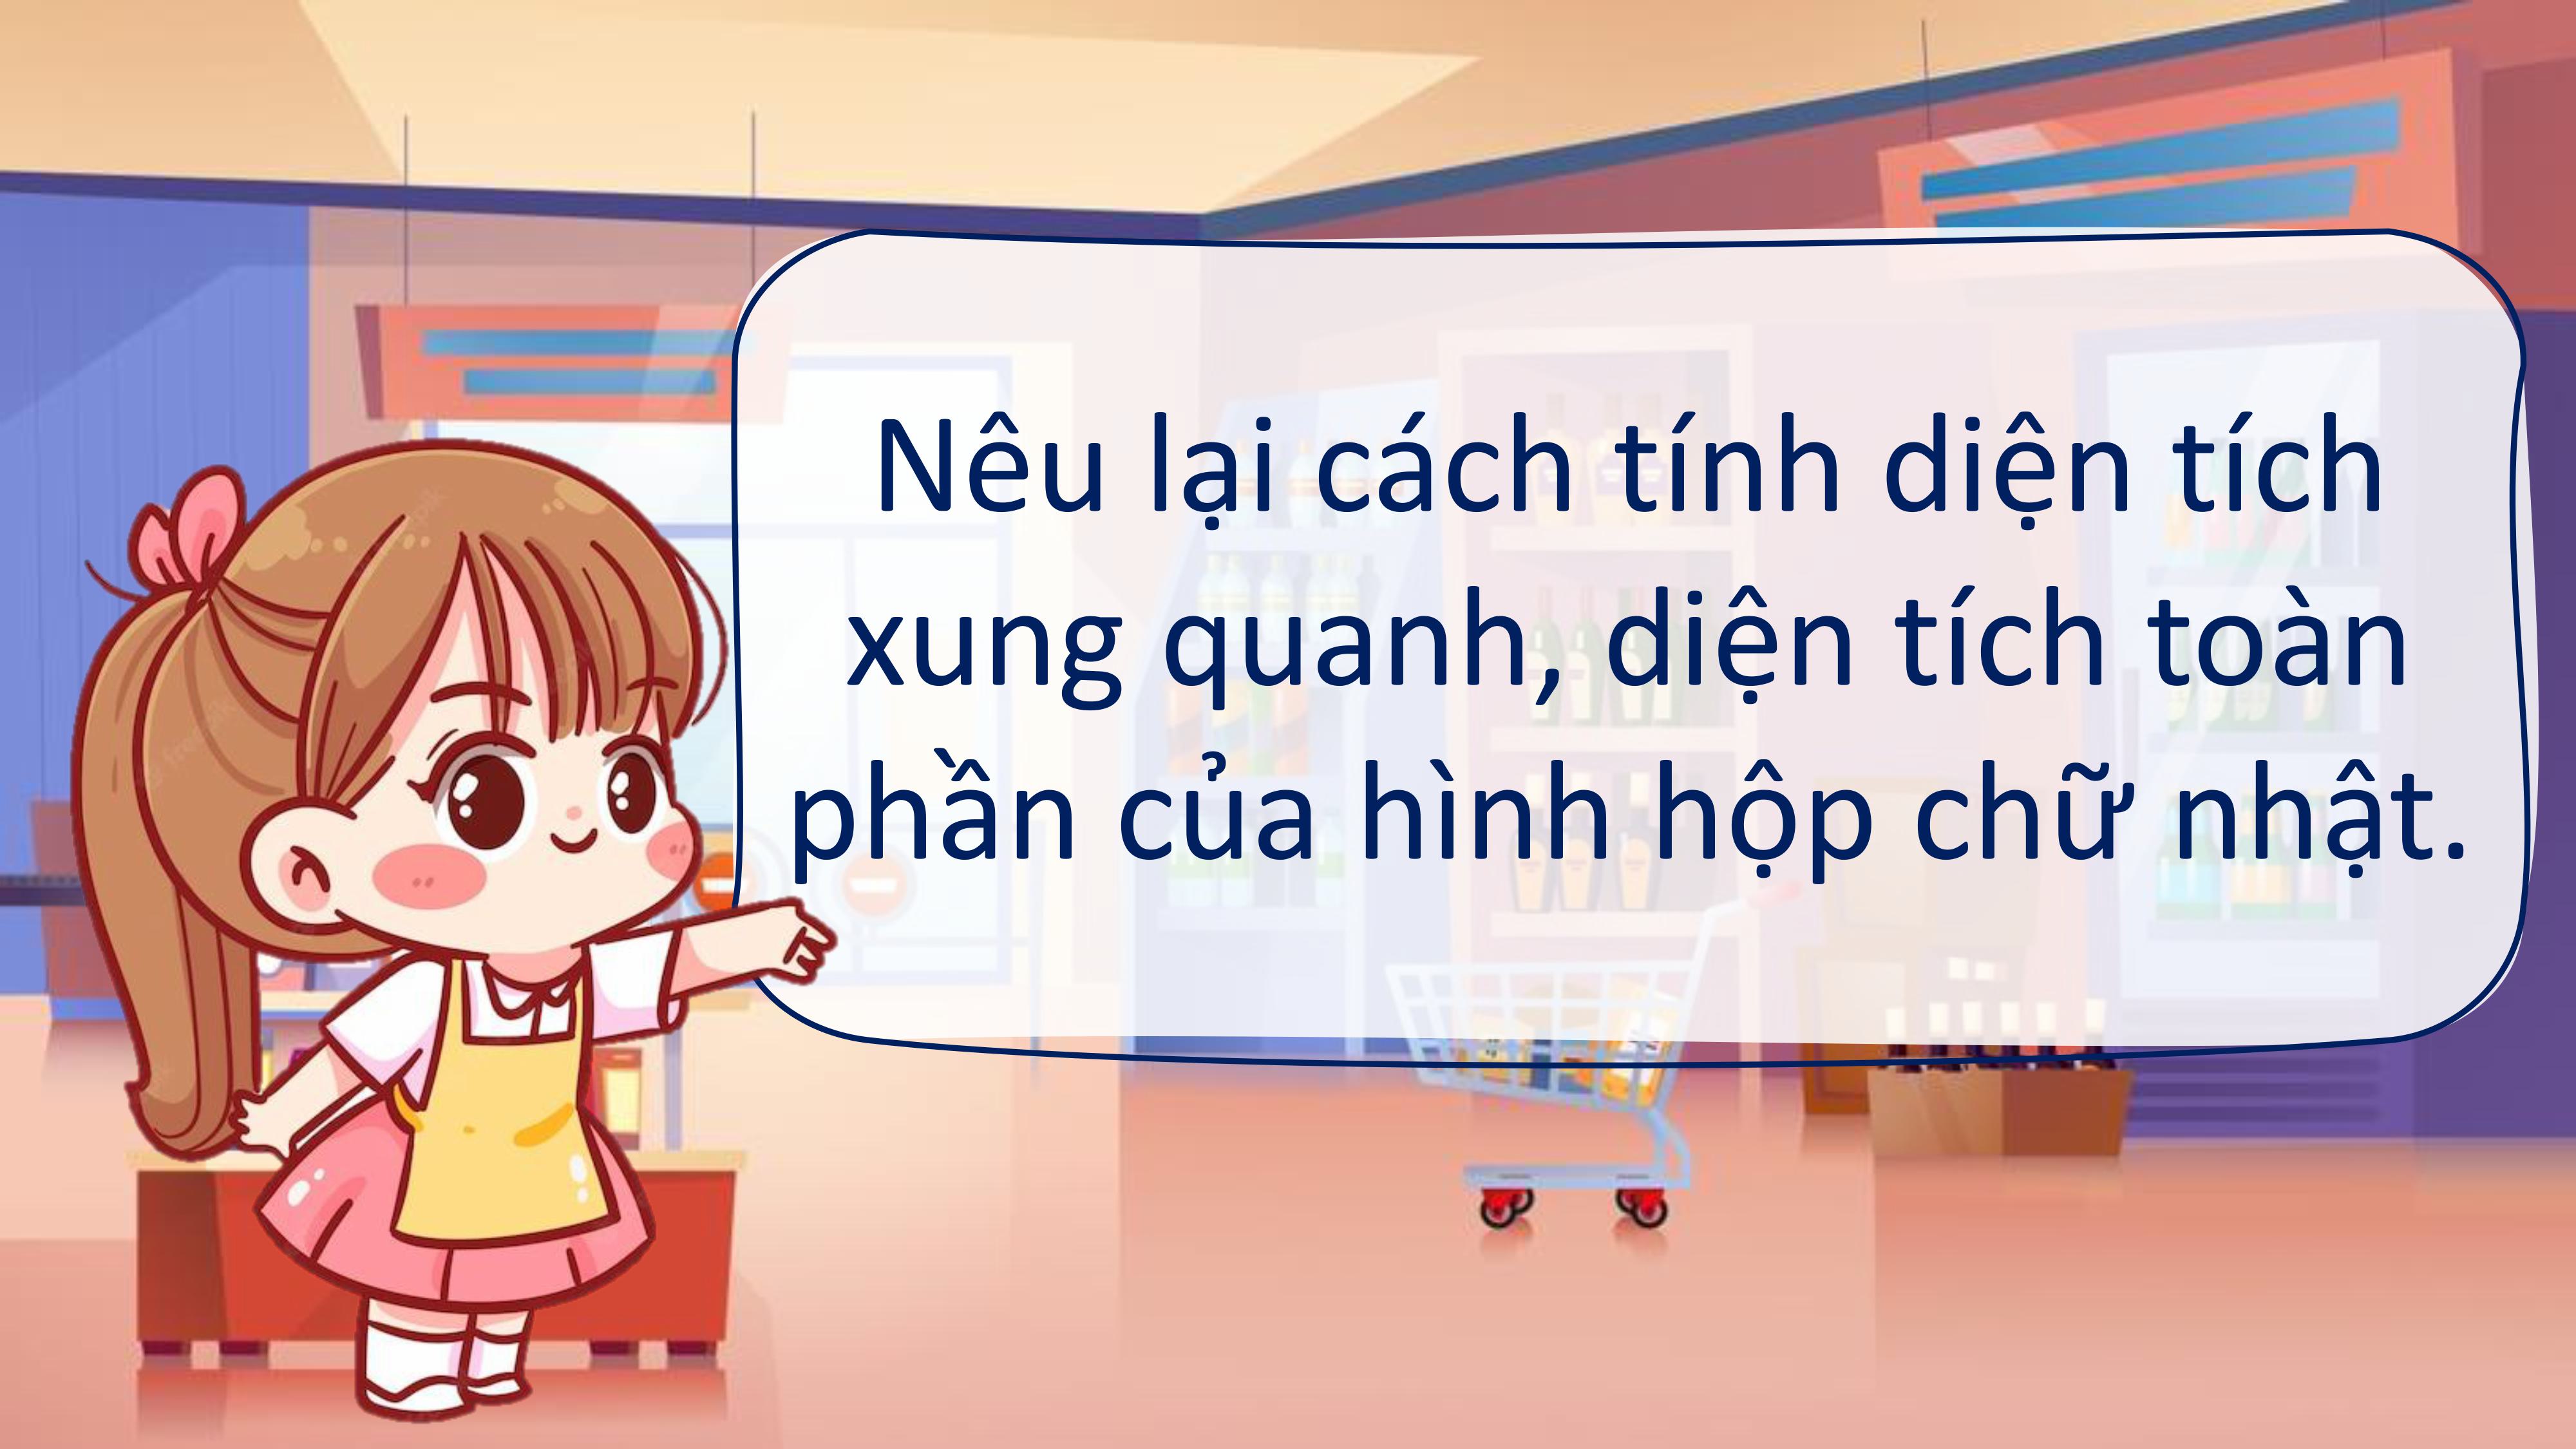 Nêu lại cách tính diện tích
xung quanh, diện tích toàn
phần của hình hộp chữ nhật.